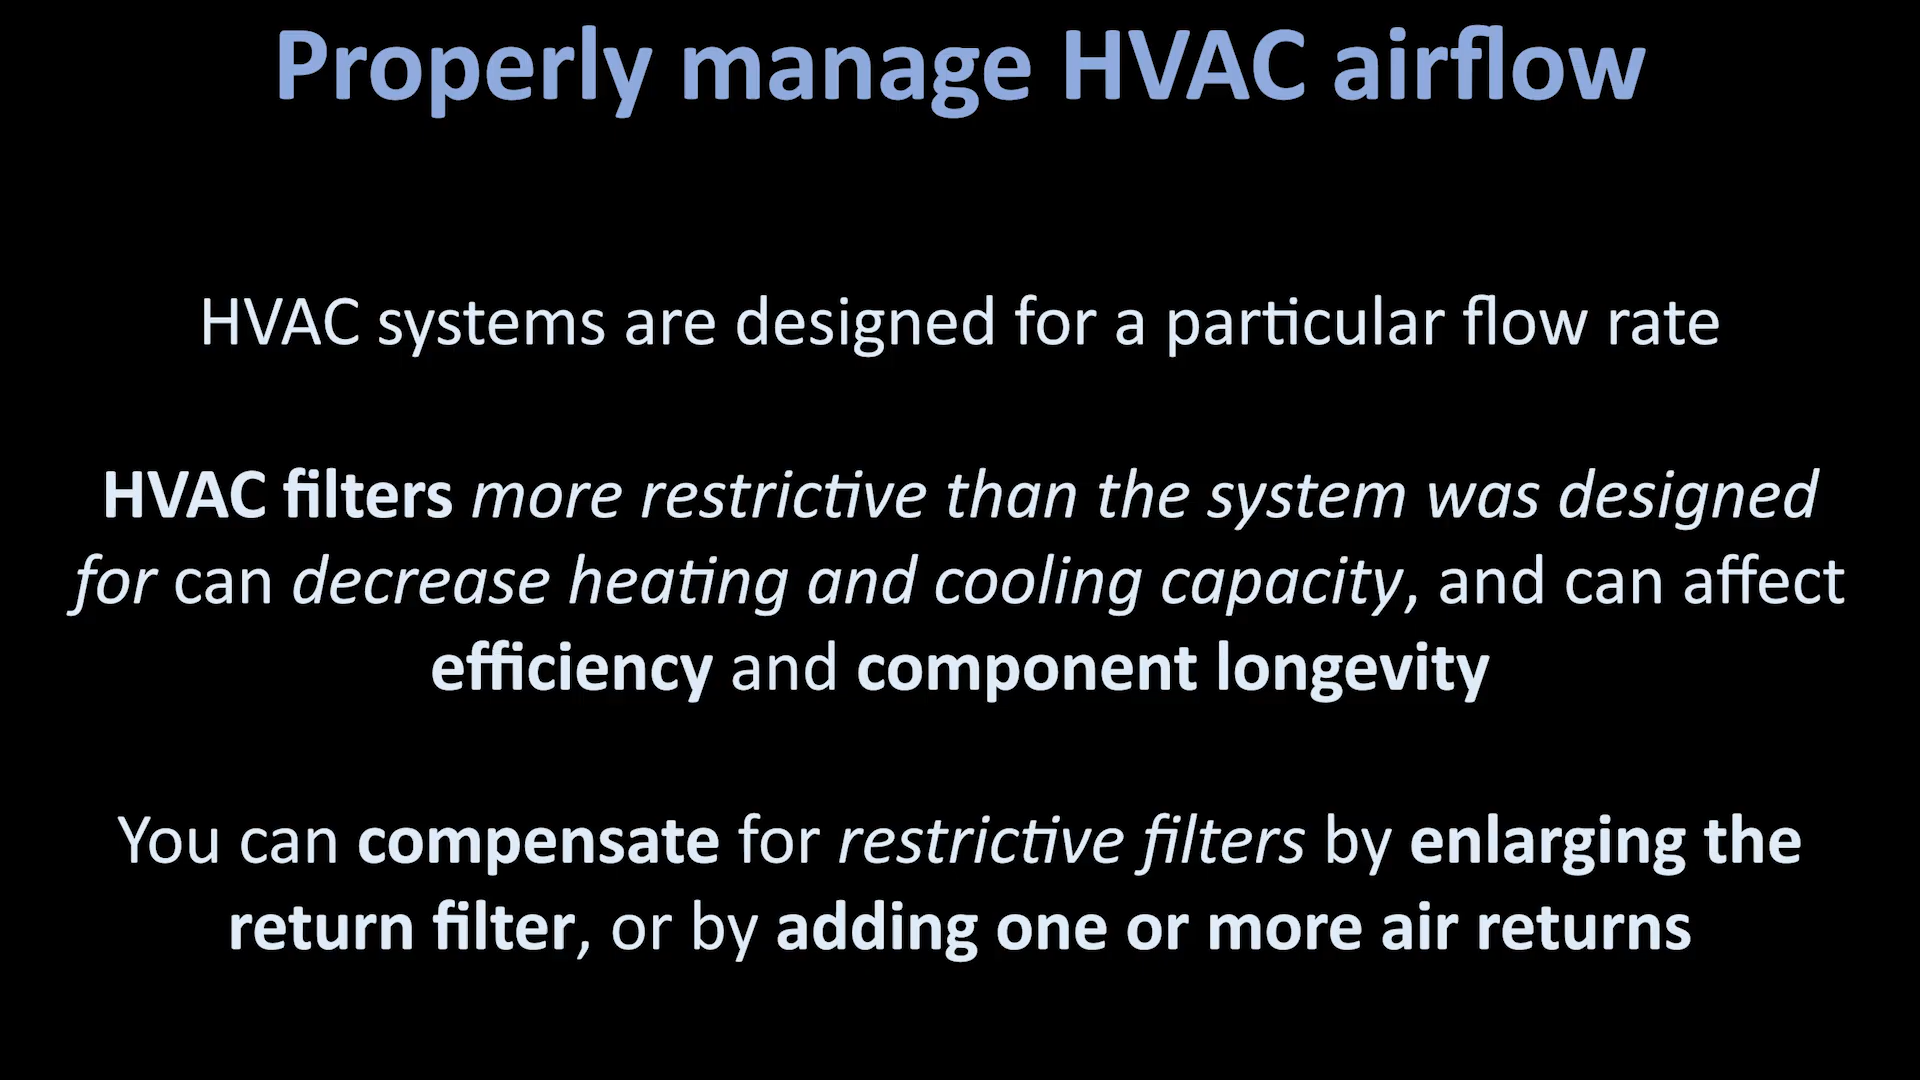 Properly manage HVAC airflow
HVAC systems are designed for a particular flow rate
HVAC filters more restrictive than the system was designed
for can decrease heating and cooling capacity, and can affect
efficiency and component longevity
You can compensate for restrictive filters by enlarging the
return filter, or by adding one or more air returns